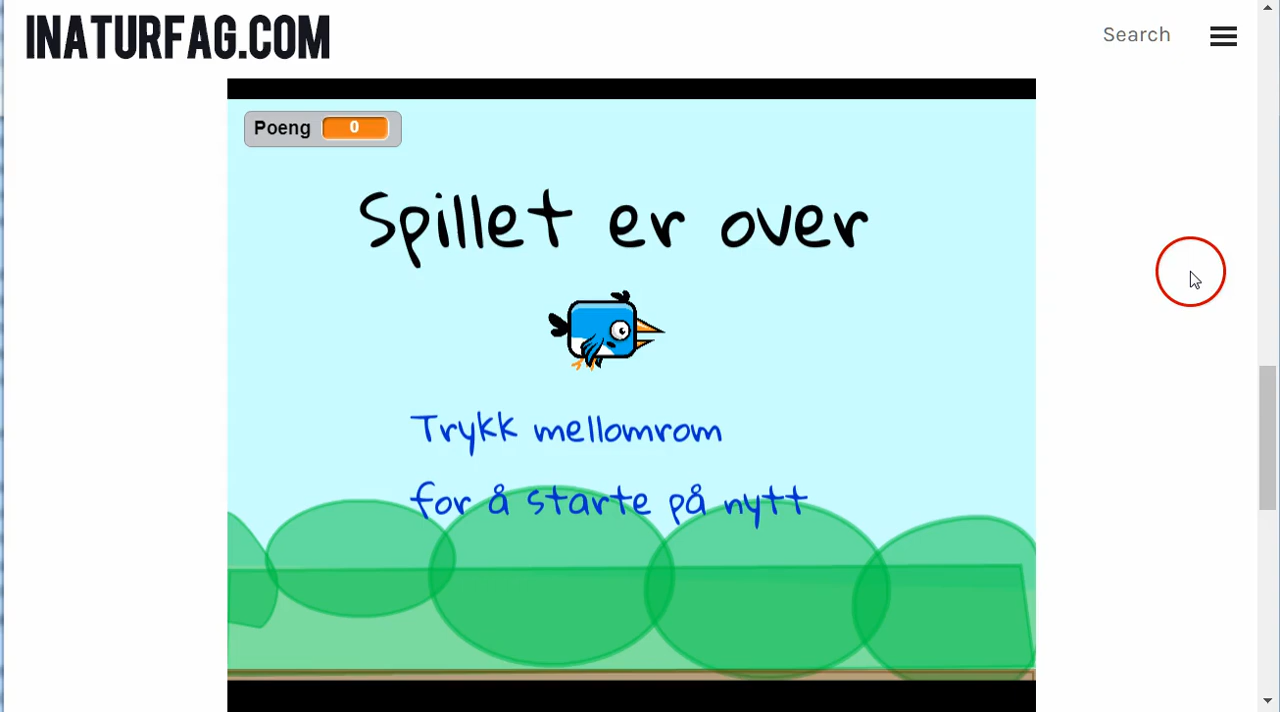 INATURFAG.COM
Search
Poeng 0
Spillet er over
Trykk mellomrom
for å starte på nytt